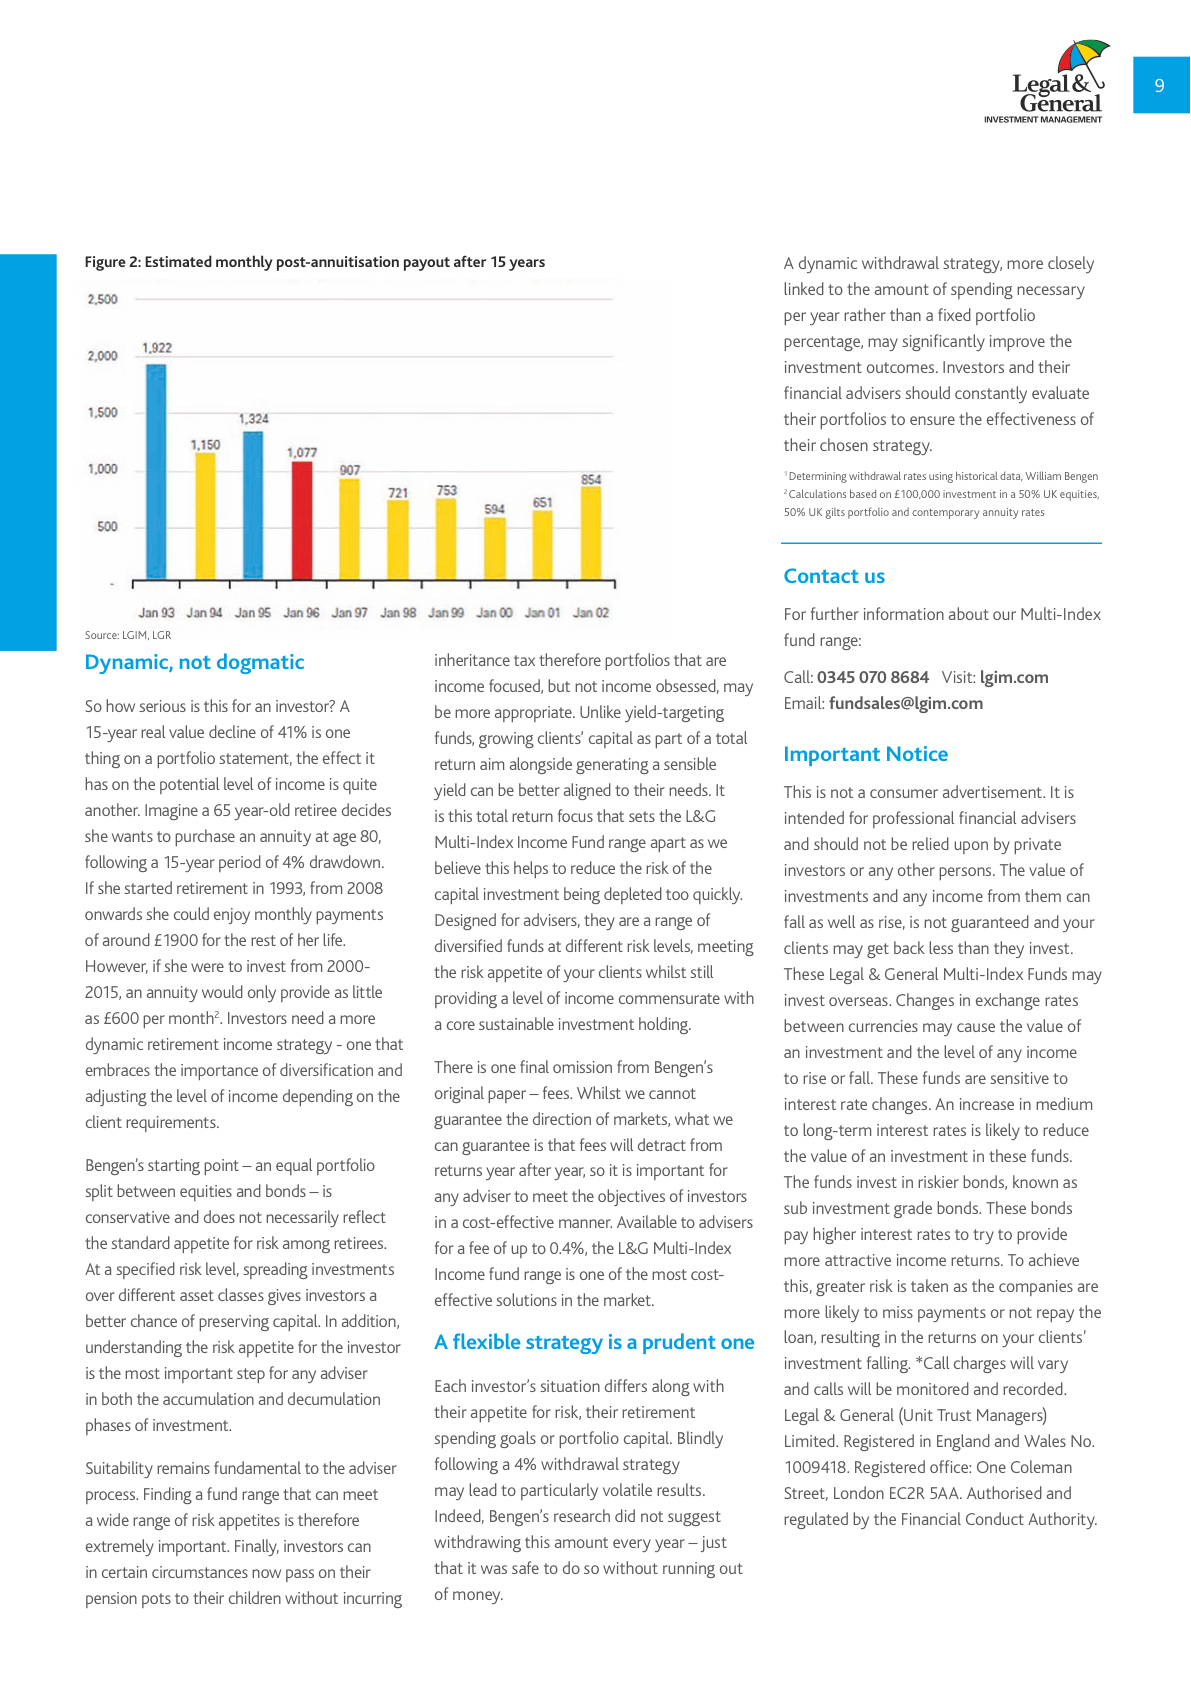 Legal &
General
INVESTMENT MANAGEMENT
9
Figure 2: Estimated monthly post-annuitisation payout after 15 years
2,500
2,000
1,500
1,000
500
-
1,922
1,150
1,324
1,077
907
721
753
594
651
854
Jan 93 Jan 94 Jan 95 Jan 96 Jan 97 Jan 98 Jan 99 Jan 00 Jan 01 Jan 02
Source: LGIM, LGR
Dynamic, not dogmatic
So how serious is this for an investor? A
15-year real value decline of 41% is one
thing on a portfolio statement, the effect it
has on the potential level of income is quite
another. Imagine a 65 year-old retiree decides
she wants to purchase an annuity at age 80,
following a 15-year period of 4% drawdown.
If she started retirement in 1993, from 2008
onwards she could enjoy monthly payments
of around £1900 for the rest of her life.
However, if she were to invest from 2000-
2015, an annuity would only provide as little
as £600 per month². Investors need a more
dynamic retirement income strategy - one that
embraces the importance of diversification and
adjusting the level of income depending on the
client requirements.
Bengen's starting point – an equal portfolio
split between equities and bonds – is
conservative and does not necessarily reflect
the standard appetite for risk among retirees.
At a specified risk level, spreading investments
over different asset classes gives investors a
better chance of preserving capital. In addition,
understanding the risk appetite for the investor
is the most important step for any adviser
in both the accumulation and decumulation
phases of investment.
Suitability remains fundamental to the adviser
process. Finding a fund range that can meet
a wide range of risk appetites is therefore
extremely important. Finally, investors can
in certain circumstances now pass on their
pension pots to their children without incurring
inheritance tax therefore portfolios that are
income focused, but not income obsessed, may
be more appropriate. Unlike yield-targeting
funds, growing clients' capital as part of a total
return aim alongside generating a sensible
yield can be better aligned to their needs. It
is this total return focus that sets the L&G
Multi-Index Income Fund range apart as we
believe this helps to reduce the risk of the
capital investment being depleted too quickly.
Designed for advisers, they are a range of
diversified funds at different risk levels, meeting
the risk appetite of your clients whilst still
providing a level of income commensurate with
a core sustainable investment holding.
There is one final omission from Bengen's
original paper – fees. Whilst we cannot
guarantee the direction of markets, what we
can guarantee is that fees will detract from
returns year after year, so it is important for
any adviser to meet the objectives of investors
in a cost-effective manner. Available to advisers
for a fee of up to 0.4%, the L&G Multi-Index
Income fund range is one of the most cost-
effective solutions in the market.
A flexible strategy is a prudent one
Each investor's situation differs along with
their appetite for risk, their retirement
spending goals or portfolio capital. Blindly
following a 4% withdrawal strategy
may lead to particularly volatile results.
Indeed, Bengen's research did not suggest
withdrawing this amount every year – just
that it was safe to do so without running out
of money.
A dynamic withdrawal strategy, more closely
linked to the amount of spending necessary
per year rather than a fixed portfolio
percentage, may significantly improve the
investment outcomes. Investors and their
financial advisers should constantly evaluate
their portfolios to ensure the effectiveness of
their chosen strategy.
¹ Determining withdrawal rates using historical data, William Bengen
² Calculations based on £100,000 investment in a 50% UK equities,
50% UK gilts portfolio and contemporary annuity rates
Contact us
For further information about our Multi-Index
fund range:
Call: 0345 070 8684 Visit: lgim.com
Email: fundsales@lgim.com
Important Notice
This is not a consumer advertisement. It is
intended for professional financial advisers
and should not be relied upon by private
investors or any other persons. The value of
investments and any income from them can
fall as well as rise, is not guaranteed and your
clients may get back less than they invest.
These Legal & General Multi-Index Funds may
invest overseas. Changes in exchange rates
between currencies may cause the value of
an investment and the level of any income
to rise or fall. These funds are sensitive to
interest rate changes. An increase in medium
to long-term interest rates is likely to reduce
the value of an investment in these funds.
The funds invest in riskier bonds, known as
sub investment grade bonds. These bonds
pay higher interest rates to try to provide
more attractive income returns. To achieve
this, greater risk is taken as the companies are
more likely to miss payments or not repay the
loan, resulting in the returns on your clients'
investment falling. *Call charges will vary
and calls will be monitored and recorded.
Legal & General (Unit Trust Managers)
Limited. Registered in England and Wales No.
1009418. Registered office: One Coleman
Street, London EC2R 5AA. Authorised and
regulated by the Financial Conduct Authority.